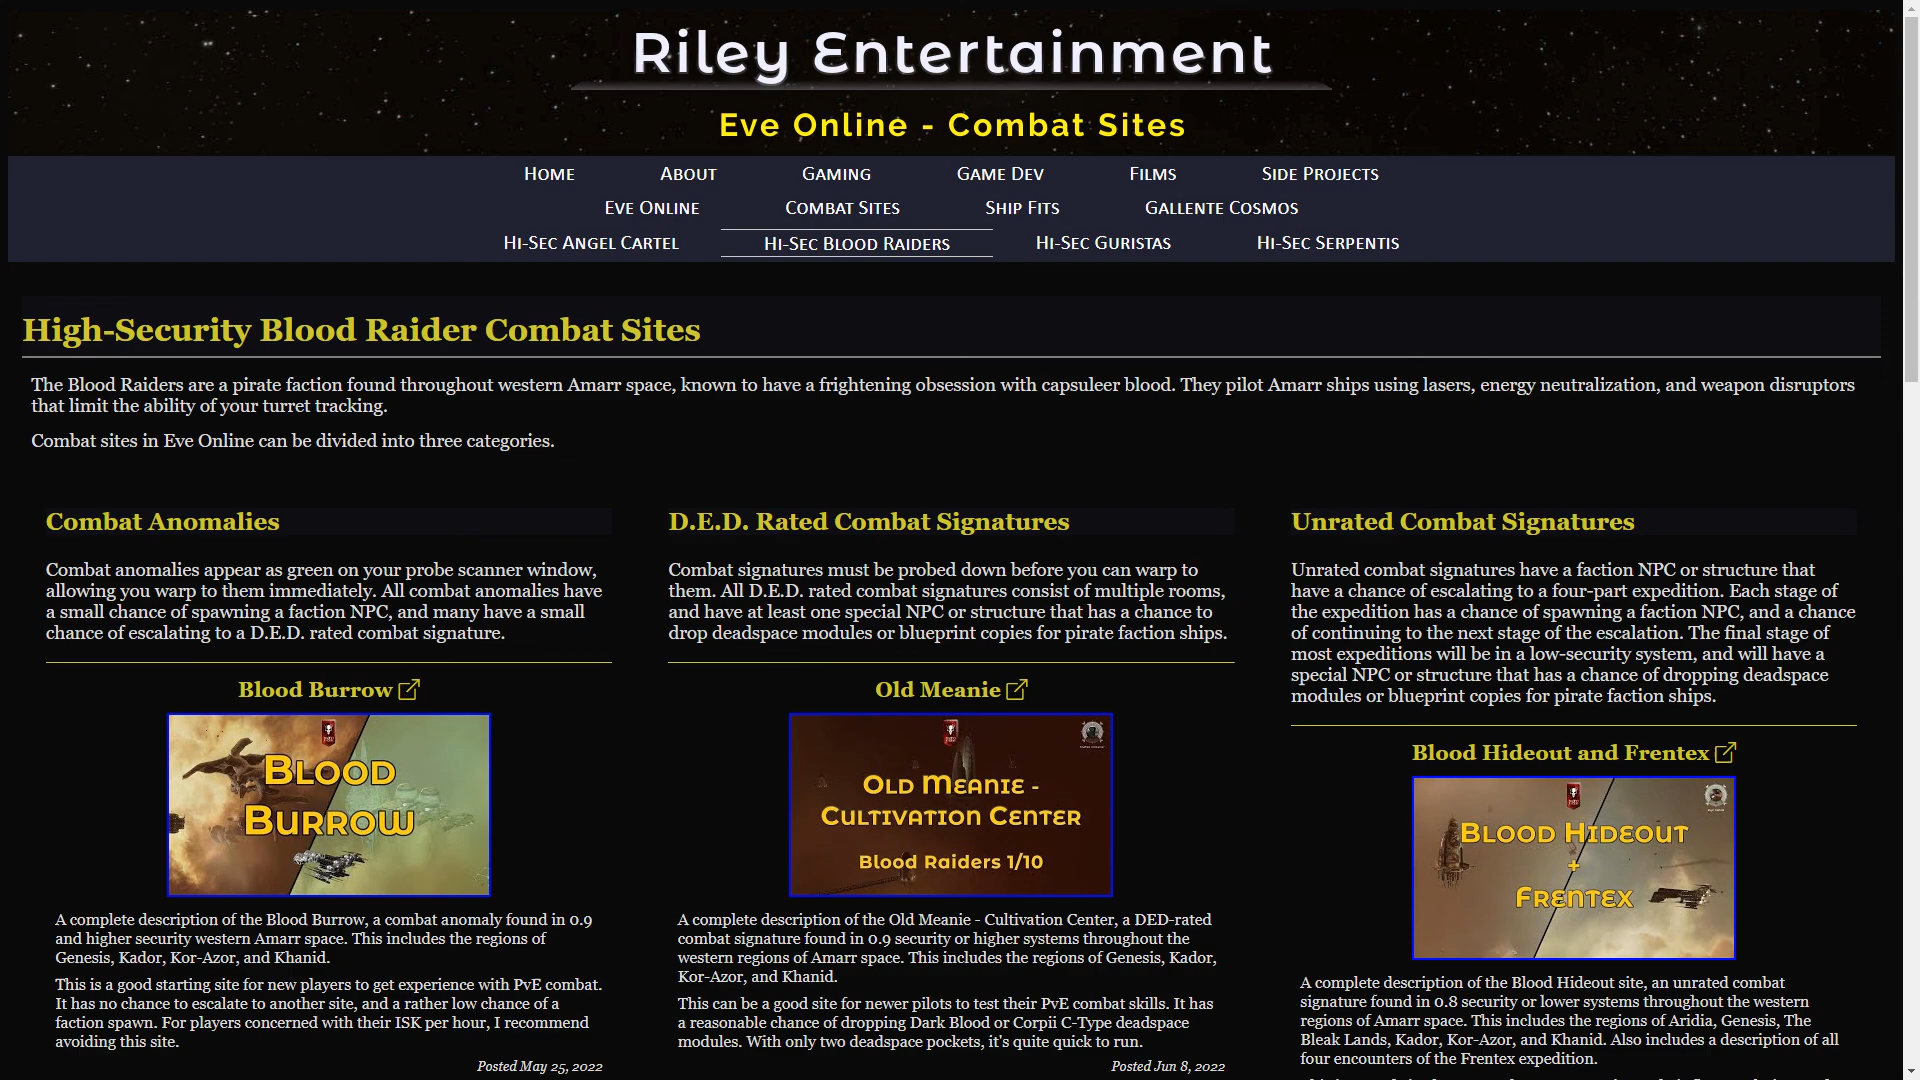 Riley Entertainment
Eve Online - Combat Sites
Home About Gaming Game Dev Films Side Projects
Eve Online Combat Sites Ship Fits Gallente Cosmos
Hi-Sec Angel Cartel Hi-Sec Blood Raiders Hi-Sec Guristas Hi-Sec Serpentis
High-Security Blood Raider Combat Sites
The Blood Raiders are a pirate faction found throughout western Amarr space, known to have a frightening obsession with capsuleer blood. They pilot Amarr ships using lasers, energy neutralization, and weapon disruptors
that limit the ability of your turret tracking.
Combat sites in Eve Online can be divided into three categories.
Combat Anomalies
Combat anomalies appear as green on your probe scanner window,
allowing you warp to them immediately. All combat anomalies have
a small chance of spawning a faction NPC, and many have a small
chance of escalating to a D.E.D. rated combat signature.
Blood Burrow
Blood
Burrow
A complete description of the Blood Burrow, a combat anomaly found in 0.9
and higher security western Amarr space. This includes the regions of
Genesis, Kador, Kor-Azor, and Khanid.
This is a good starting site for new players to get experience with PvE combat.
It has no chance to escalate to another site, and a rather low chance of a
faction spawn. For players concerned with their ISK per hour, I recommend
avoiding this site.
Posted May 25, 2022
D.E.D. Rated Combat Signatures
Combat signatures must be probed down before you can warp to
them. All D.E.D. rated combat signatures consist of multiple rooms,
and have at least one special NPC or structure that has a chance to
drop deadspace modules or blueprint copies for pirate faction ships.
Old Meanie
Old Meanie -
Cultivation Center
Blood Raiders 1/10
A complete description of the Old Meanie - Cultivation Center, a DED-rated
combat signature found in 0.9 security or higher systems throughout the
western regions of Amarr space. This includes the regions of Genesis, Kador,
Kor-Azor, and Khanid.
This can be a good site for newer pilots to test their PvE combat skills. It has
a reasonable chance of dropping Dark Blood or Corpii C-Type deadspace
modules. With only two deadspace pockets, it's quite quick to run.
Posted Jun 8, 2022
Unrated Combat Signatures
Unrated combat signatures have a faction NPC or structure that
have a chance of escalating to a four-part expedition. Each stage of
the expedition has a chance of spawning a faction NPC, and a chance
of continuing to the next stage of the escalation. The final stage of
most expeditions will be in a low-security system, and will have a
special NPC or structure that has a chance of dropping deadspace
modules or blueprint copies for pirate faction ships.
Blood Hideout and Frentex
Blood Hideout
+
Frentex
A complete description of the Blood Hideout site, an unrated combat
signature found in 0.8 security or lower systems throughout the western
regions of Amarr space. This includes the regions of Aridia, Genesis, The
Bleak Lands, Kador, Kor-Azor, and Khanid. Also includes a description of all
four encounters of the Frentex expedition.